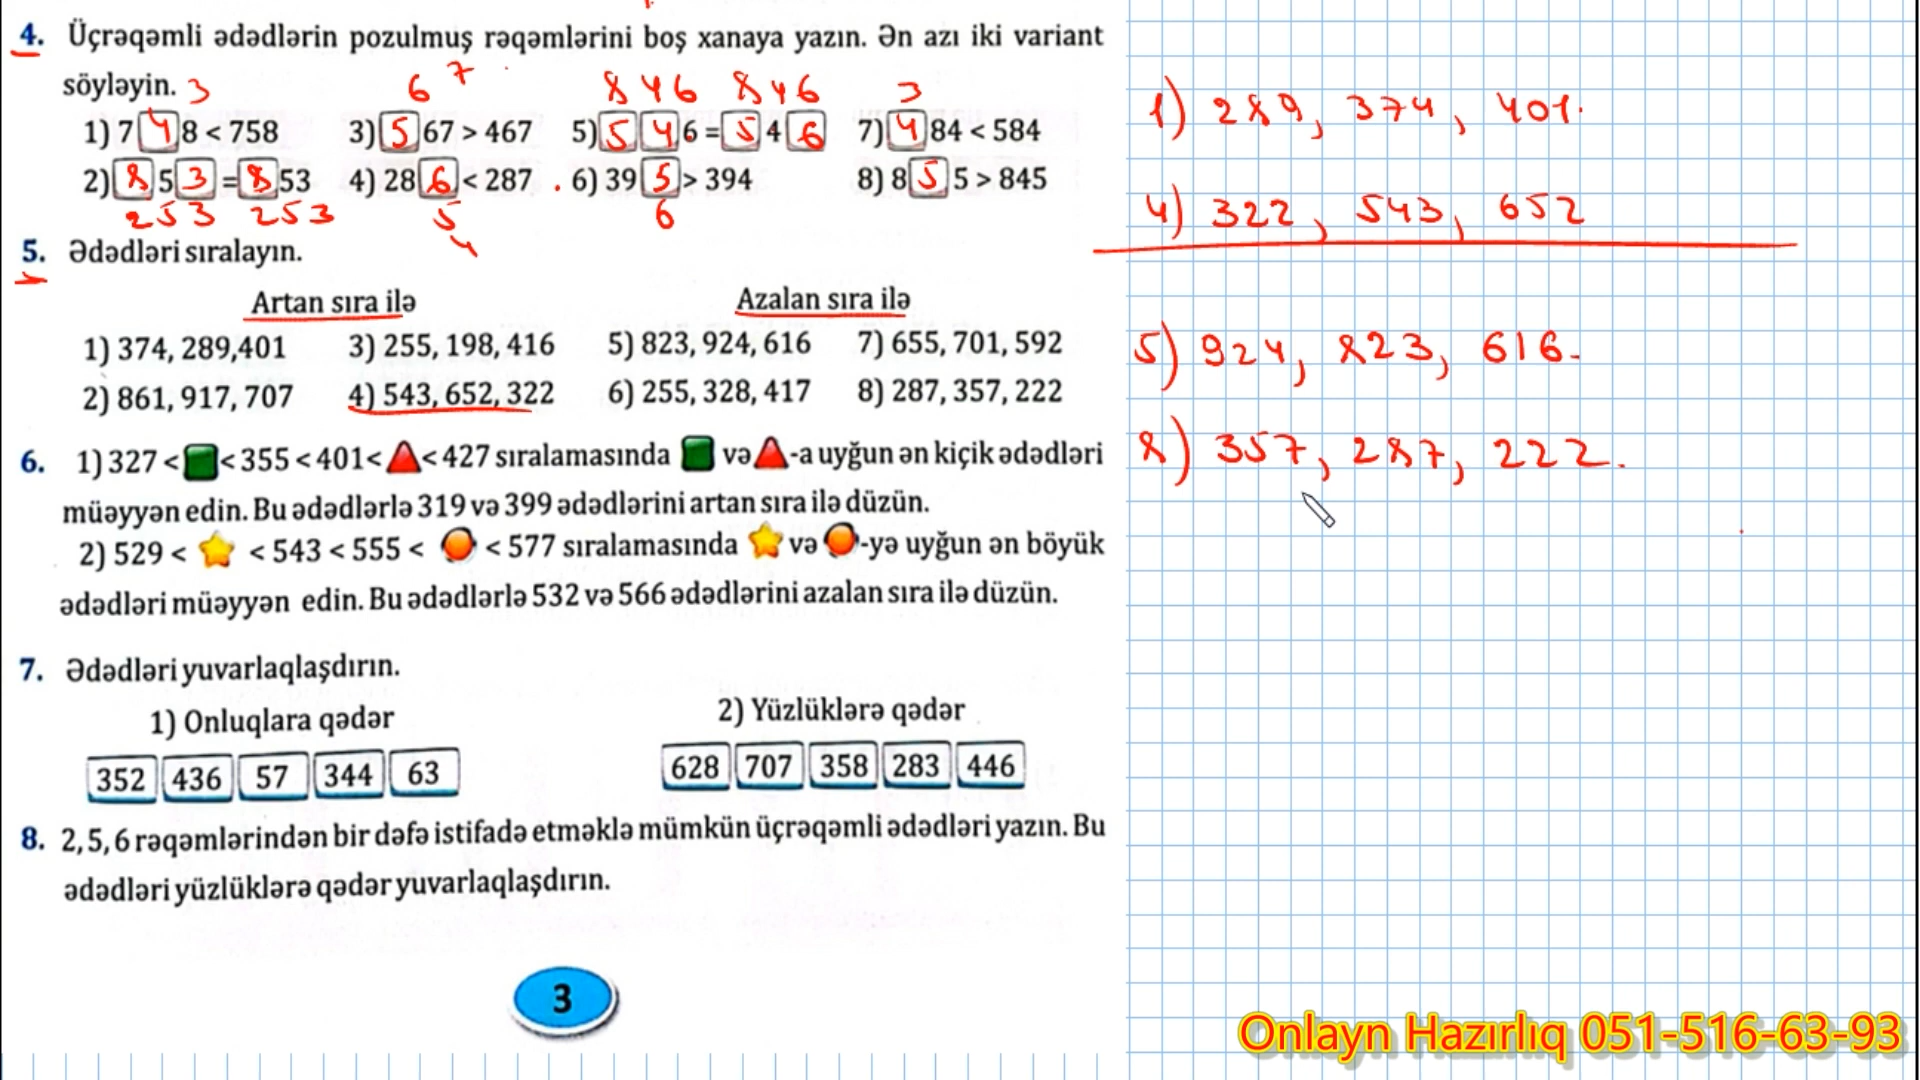 4. Üçrəqəmli ədədlərin pozulmuş rəqəmlərini boş xanaya yazın. Ən azı iki variant
söyləyin. 3 6 7 846 846 3
1) 7 4 8 < 758 3) 5 67 > 467 5) 5 4 6 = 5 4 6 7) 4 84 < 584
2) 8 5 3 = 8 53 4) 28 6 < 287 . 6) 39 5 > 394 8) 8 5 5 > 845
253 253 5 6
4
5. Ədədləri sıralayın.
Artan sıra ilə Azalan sıra ilə
1) 374, 289,401 3) 255, 198, 416 5) 823, 924, 616 7) 655, 701, 592
2) 861, 917, 707 4) 543, 652, 322 6) 255, 328, 417 8) 287, 357, 222
6. 1) 327 < < 355 < 401 < < 427 sıralamasında və -a uyğun ən kiçik ədədləri
müəyyən edin. Bu ədədlərlə 319 və 399 ədədlərini artan sıra ilə düzün.
2) 529 < < 543 < 555 < < 577 sıralamasında və -yə uyğun ən böyük
ədədləri müəyyən edin. Bu ədədlərlə 532 və 566 ədədlərini azalan sıra ilə düzün.
7. Ədədləri yuvarlaqlaşdırın.
1) Onluqlara qədər 2) Yüzlüklərə qədər
352 436 57 344 63 628 707 358 283 446
8. 2, 5, 6 rəqəmlərindən bir dəfə istifadə etməklə mümkün üçrəqəmli ədədləri yazın. Bu
ədədləri yüzlüklərə qədər yuvarlaqlaşdırın.
3
1) 289, 374, 401.
4) 322, 543, 652
5) 924, 823, 616.
8) 357, 287, 222.
Onlayn Hazırlıq 051-516-63-93